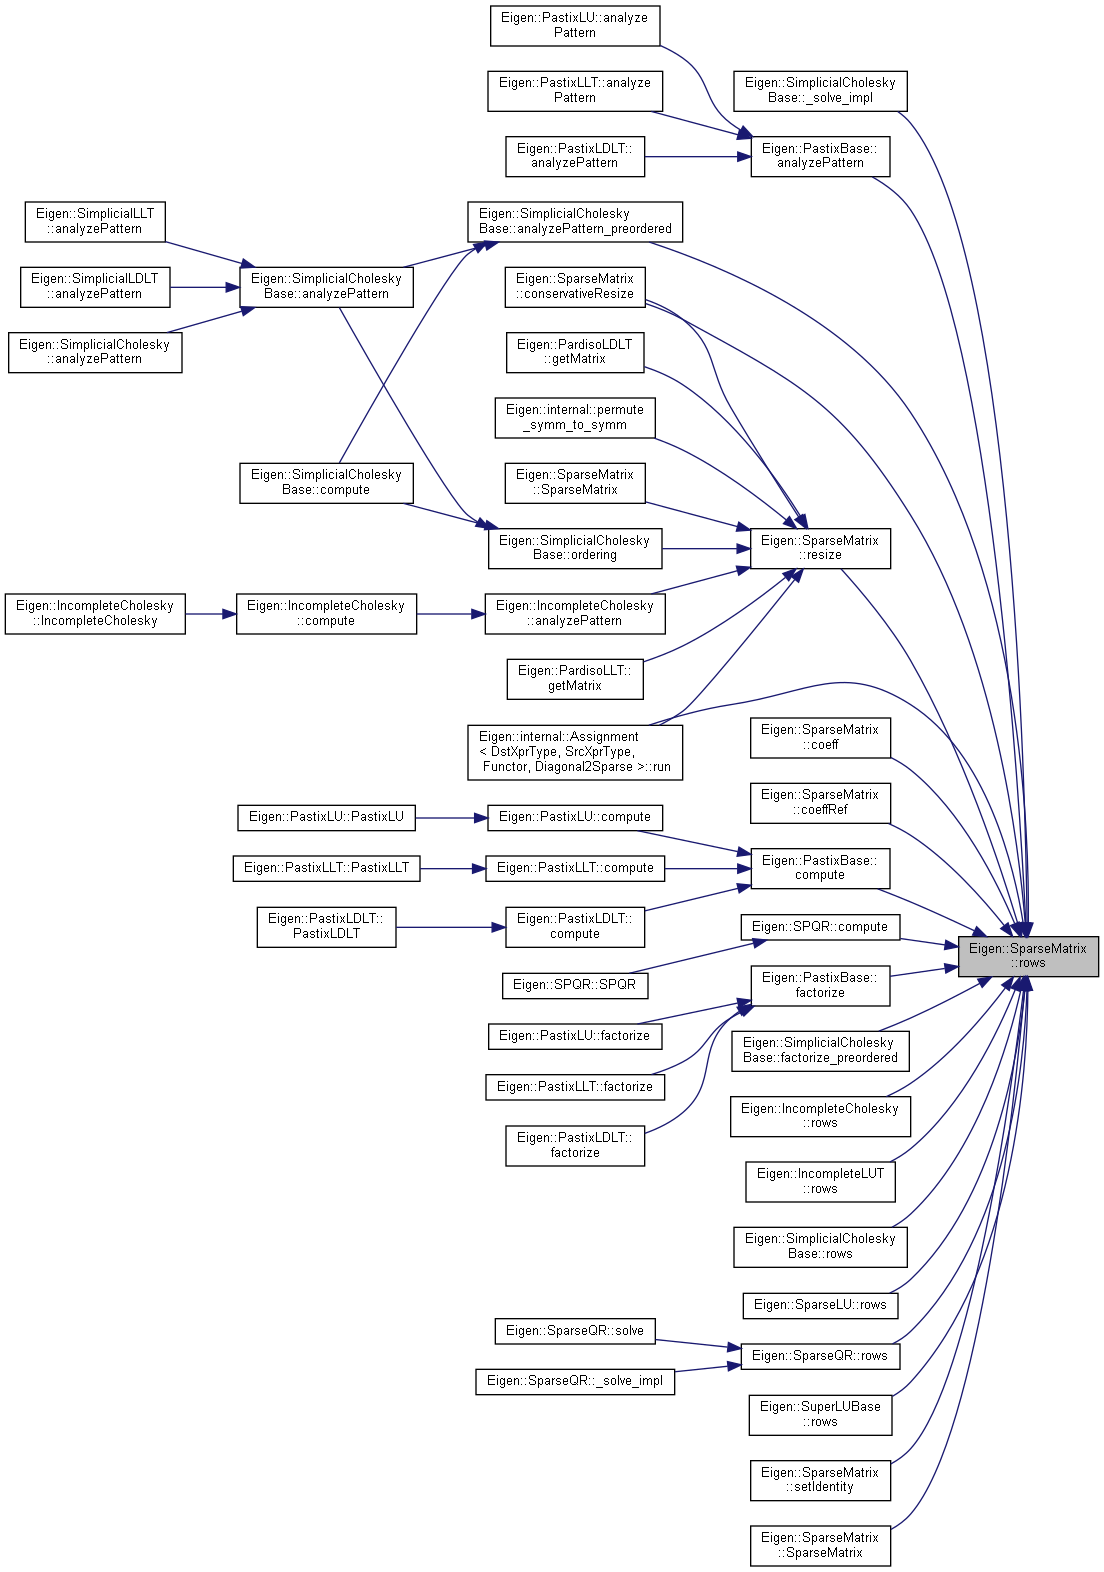 Eigen::PastixLU::analyze
Pattern
Eigen::PastixLLT::analyze
Pattern
Eigen::SimplicialCholesky
Base::_solve_impl
Eigen::PastixLDLT::
analyzePattern
Eigen::PastixBase::
analyzePattern
Eigen::SimplicialLLT
::analyzePattern
Eigen::SimplicialCholesky
Base::analyzePattern_preordered
Eigen::SimplicialLDLT
::analyzePattern
Eigen::SimplicialCholesky
Base::analyzePattern
Eigen::SparseMatrix
::conservativeResize
Eigen::SimplicialCholesky
::analyzePattern
Eigen::PardisoLDLT
::getMatrix
Eigen::internal::permute
_symm_to_symm
Eigen::SimplicialCholesky
Base::compute
Eigen::SparseMatrix
::SparseMatrix
Eigen::SimplicialCholesky
Base::ordering
Eigen::SparseMatrix
::resize
Eigen::IncompleteCholesky
::IncompleteCholesky
Eigen::IncompleteCholesky
::compute
Eigen::IncompleteCholesky
::analyzePattern
Eigen::PardisoLLT::
getMatrix
Eigen::internal::Assignment
< DstXprType, SrcXprType,
Functor, Diagonal2Sparse >::run
Eigen::SparseMatrix
::coeff
Eigen::SparseMatrix
::coeffRef
Eigen::PastixLU::PastixLU
Eigen::PastixLU::compute
Eigen::PastixLLT::PastixLLT
Eigen::PastixLLT::compute
Eigen::PastixBase::
compute
Eigen::PastixLDLT::
PastixLDLT
Eigen::PastixLDLT::
compute
Eigen::SPQR::compute
Eigen::SparseMatrix
::rows
Eigen::SPQR::SPQR
Eigen::PastixBase::
factorize
Eigen::PastixLU::factorize
Eigen::SimplicialCholesky
Base::factorize_preordered
Eigen::PastixLLT::factorize
Eigen::IncompleteCholesky
::rows
Eigen::PastixLDLT::
factorize
Eigen::IncompleteLUT
::rows
Eigen::SimplicialCholesky
Base::rows
Eigen::SparseLU::rows
Eigen::SparseQR::solve
Eigen::SparseQR::rows
Eigen::SparseQR::_solve_impl
Eigen::SuperLUBase
::rows
Eigen::SparseMatrix
::setIdentity
Eigen::SparseMatrix
::SparseMatrix